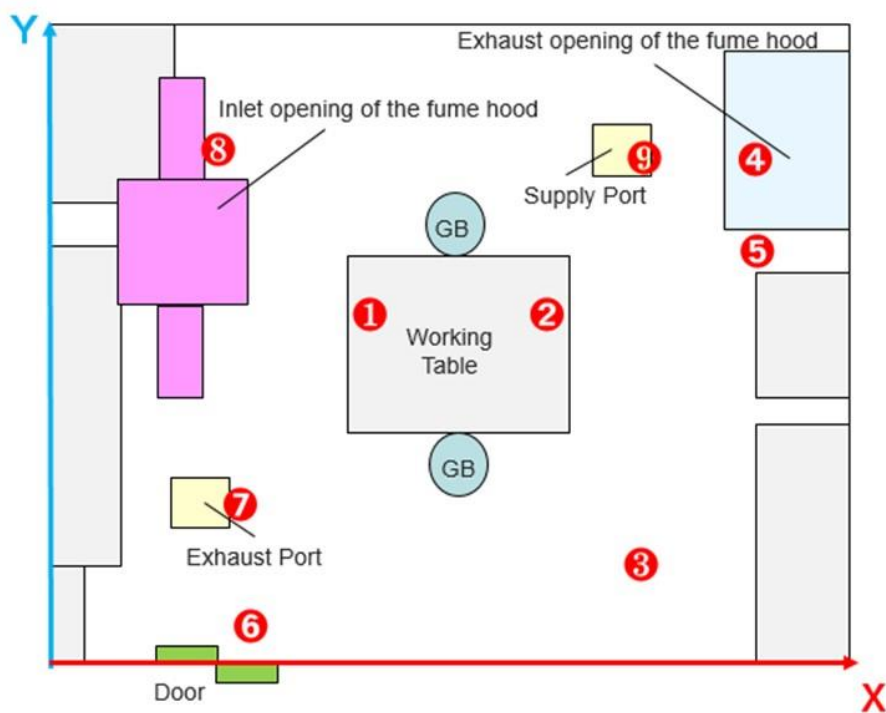 Y
Exhaust opening of the fume hood
Inlet opening of the fume hood
8
9
4
Supply Port
GB
5
1
2
Working
Table
GB
7
Exhaust Port
3
6
Door
X